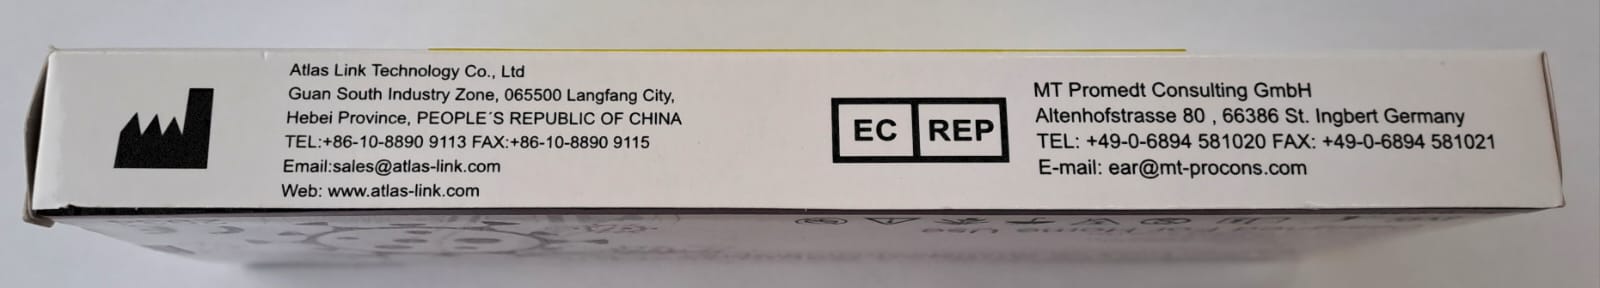 Atlas Link Technology Co., Ltd
Guan South Industry Zone, 065500 Langfang City,
Hebei Province, PEOPLE´S REPUBLIC OF CHINA
TEL:+86-10-8890 9113 FAX:+86-10-8890 9115
Email:sales@atlas-link.com
Web: www.atlas-link.com
EC REP
MT Promedt Consulting GmbH
Altenhofstrasse 80 , 66386 St. Ingbert Germany
TEL: +49-0-6894 581020 FAX: +49-0-6894 581021
E-mail: ear@mt-procons.com
For Home Use